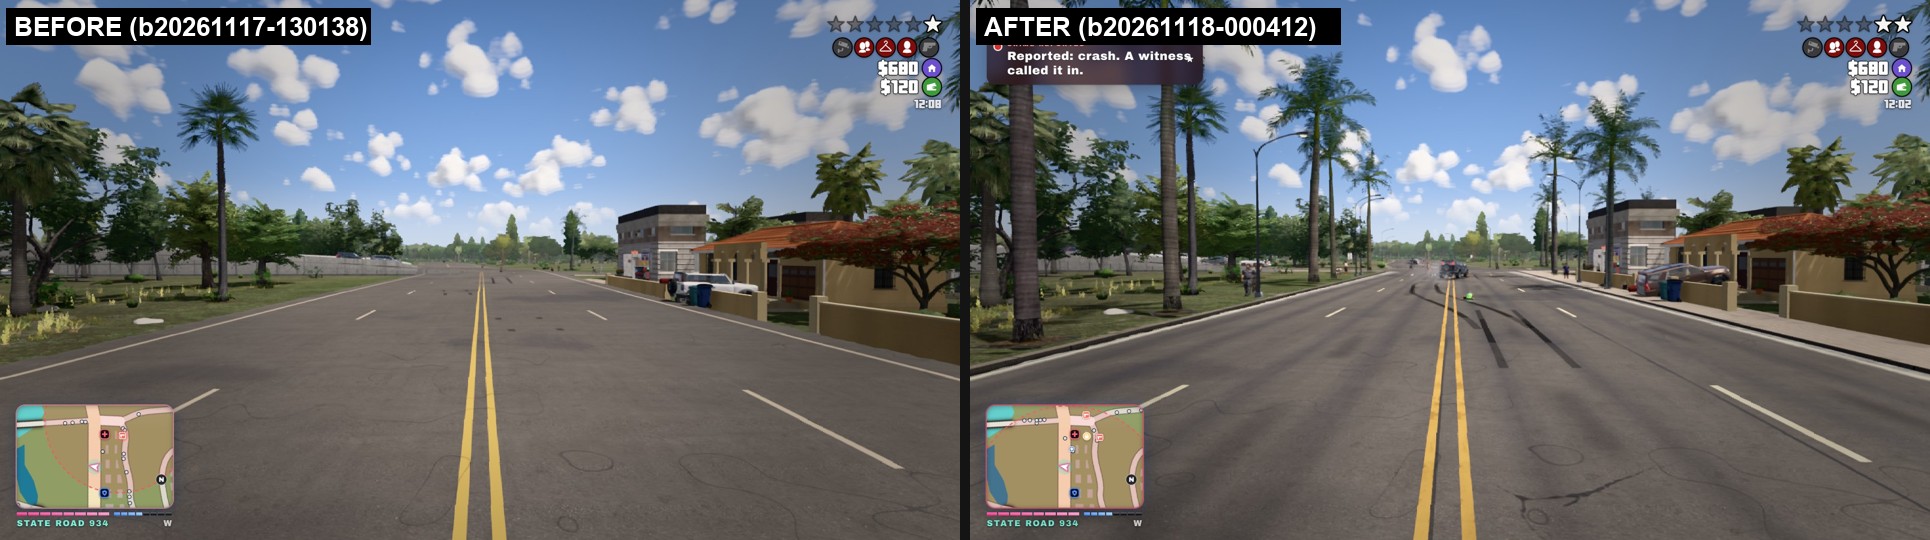 BEFORE (b20261117-130138)
$680
$120
12:08
N
STATE ROAD 934
W
AFTER (b20261118-000412)
Reported: crash. A witness
called it in.
$680
$120
12:02
N
STATE ROAD 934
W